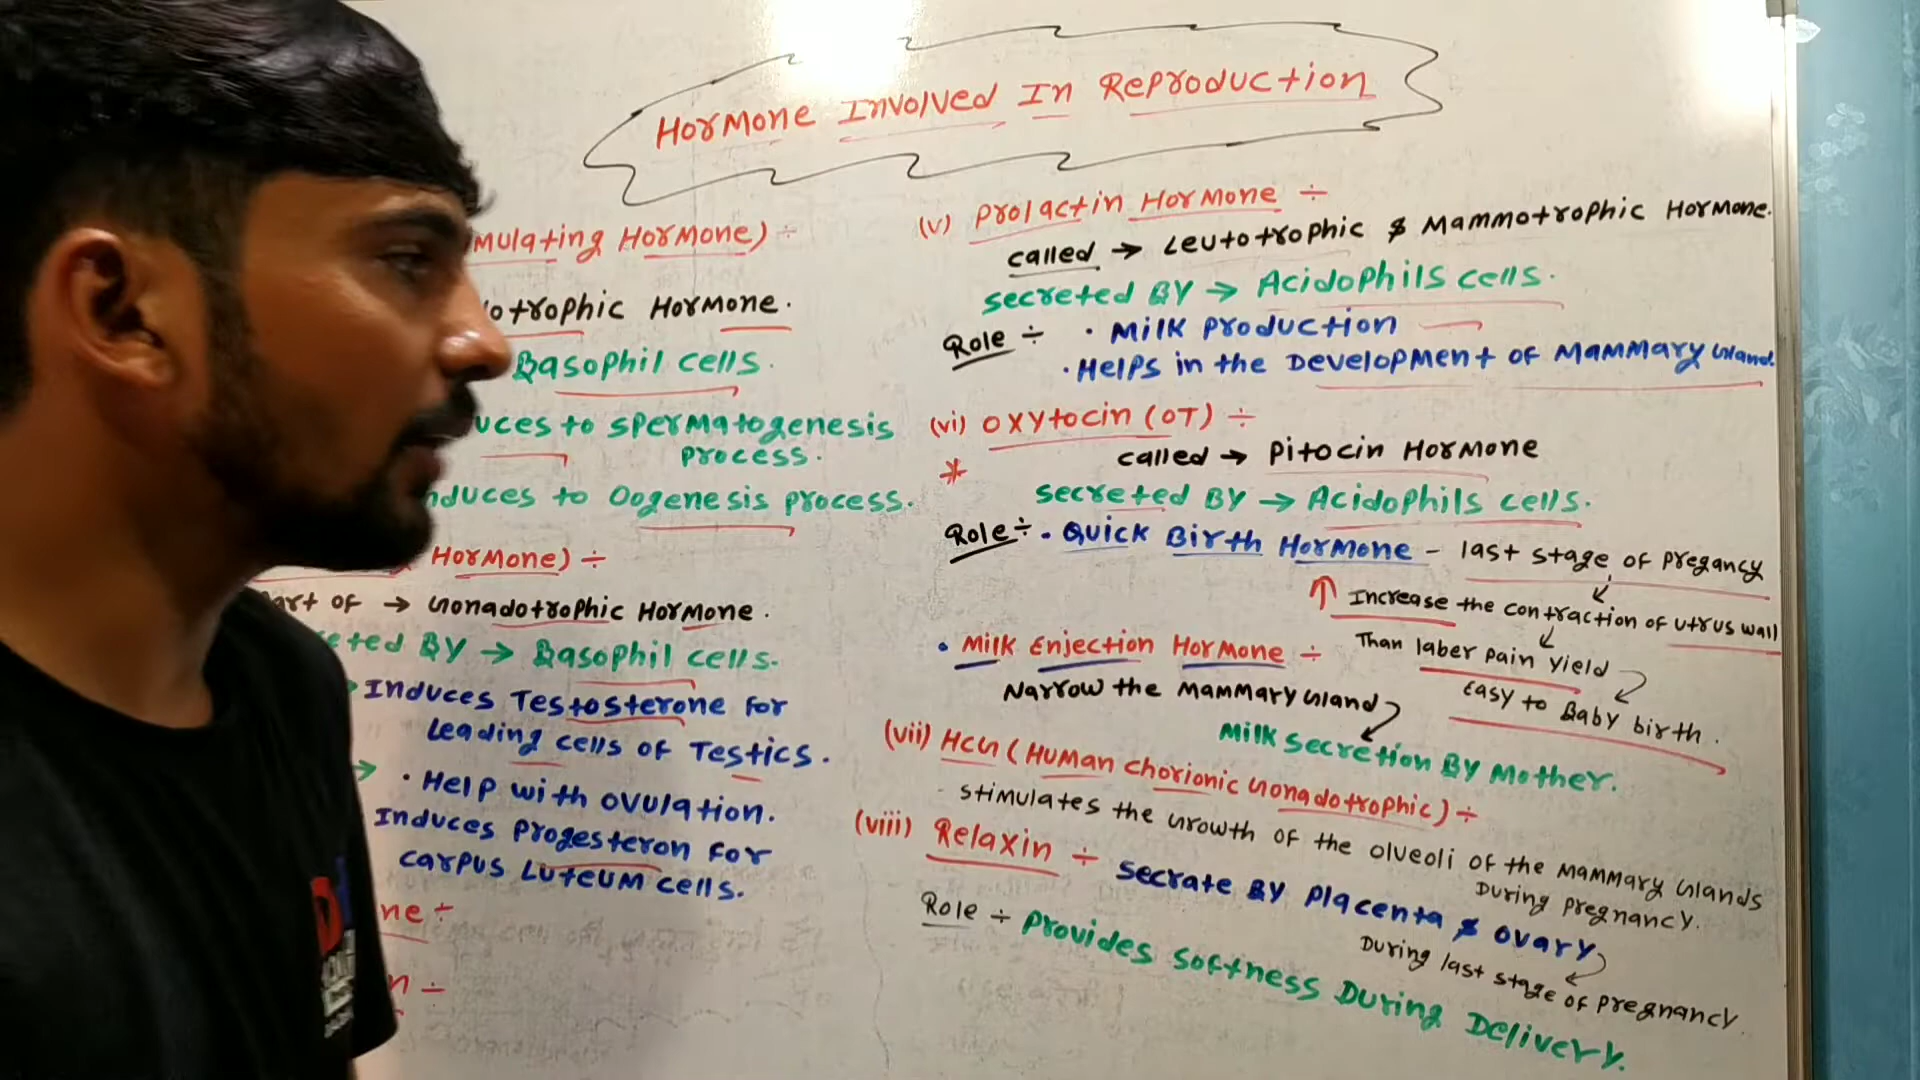 Hormone Involved In Reproduction
mulating Hormone) ÷
otrophic Hormone.
Basophil cells.
uces to spermatogenesis
process.
nduces to Oogenesis process.
Hormone) ÷
art of → Gonadotrophic Hormone.
eted By → Basophil cells.
Induces Testosterone for
Leading cells of Testics.
• Help with ovulation.
Induces Progesteron for
carpus Luteum cells.
ne ÷
n ÷
(v) Prolactin Hormone ÷
called → Leutotrophic & Mammotrophic Hormone.
secreted By → Acidophils cells.
Role ÷ • Milk production
• Helps in the Development of Mammary Gland.
(vi) Oxytocin (OT) ÷
* called → Pitocin Hormone
secreted By → Acidophils cells.
Role ÷ • Quick Birth Hormone - last stage of pregancy
↑ Increase the contraction of utrus wall
Than laber pain yield
easy to Baby birth.
• Milk Enjection Hormone ÷
Narrow the mammary Gland
Milk secretion By Mother.
(vii) HCG (Human Chorionic Gonadotrophic) ÷
- stimulates the Growth of the olveoli of the mammary Glands
During pregnancy.
(viii) Relaxin ÷ secrate By placenta & ovary
During last stage of pregnancy
Role ÷ Provides Softness During Delivery.